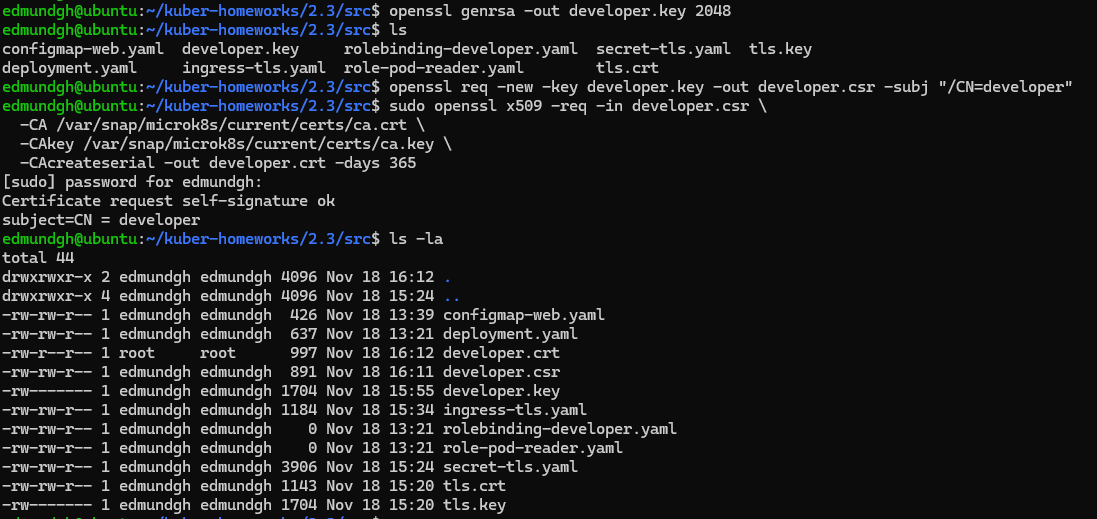 edmundgh@ubuntu:~/kuber-homeworks/2.3/src$ openssl genrsa -out developer.key 2048
edmundgh@ubuntu:~/kuber-homeworks/2.3/src$ ls
configmap-web.yaml  developer.key     rolebinding-developer.yaml  secret-tls.yaml  tls.key
deployment.yaml     ingress-tls.yaml  role-pod-reader.yaml        tls.crt
edmundgh@ubuntu:~/kuber-homeworks/2.3/src$ openssl req -new -key developer.key -out developer.csr -subj "/CN=developer"
edmundgh@ubuntu:~/kuber-homeworks/2.3/src$ sudo openssl x509 -req -in developer.csr \
  -CA /var/snap/microk8s/current/certs/ca.crt \
  -CAkey /var/snap/microk8s/current/certs/ca.key \
  -CAcreateserial -out developer.crt -days 365
[sudo] password for edmundgh:
Certificate request self-signature ok
subject=CN = developer
edmundgh@ubuntu:~/kuber-homeworks/2.3/src$ ls -la
total 44
drwxrwxr-x 2 edmundgh edmundgh 4096 Nov 18 16:12 .
drwxrwxr-x 4 edmundgh edmundgh 4096 Nov 18 15:24 ..
-rw-rw-r-- 1 edmundgh edmundgh  426 Nov 18 13:39 configmap-web.yaml
-rw-rw-r-- 1 edmundgh edmundgh  637 Nov 18 13:21 deployment.yaml
-rw-r--r-- 1 root     root      997 Nov 18 16:12 developer.crt
-rw-rw-r-- 1 edmundgh edmundgh  891 Nov 18 16:11 developer.csr
-rw------- 1 edmundgh edmundgh 1704 Nov 18 15:55 developer.key
-rw-rw-r-- 1 edmundgh edmundgh 1184 Nov 18 15:34 ingress-tls.yaml
-rw-rw-r-- 1 edmundgh edmundgh    0 Nov 18 13:21 rolebinding-developer.yaml
-rw-rw-r-- 1 edmundgh edmundgh    0 Nov 18 13:21 role-pod-reader.yaml
-rw-rw-r-- 1 edmundgh edmundgh 3906 Nov 18 15:24 secret-tls.yaml
-rw-rw-r-- 1 edmundgh edmundgh 1143 Nov 18 15:20 tls.crt
-rw------- 1 edmundgh edmundgh 1704 Nov 18 15:20 tls.key